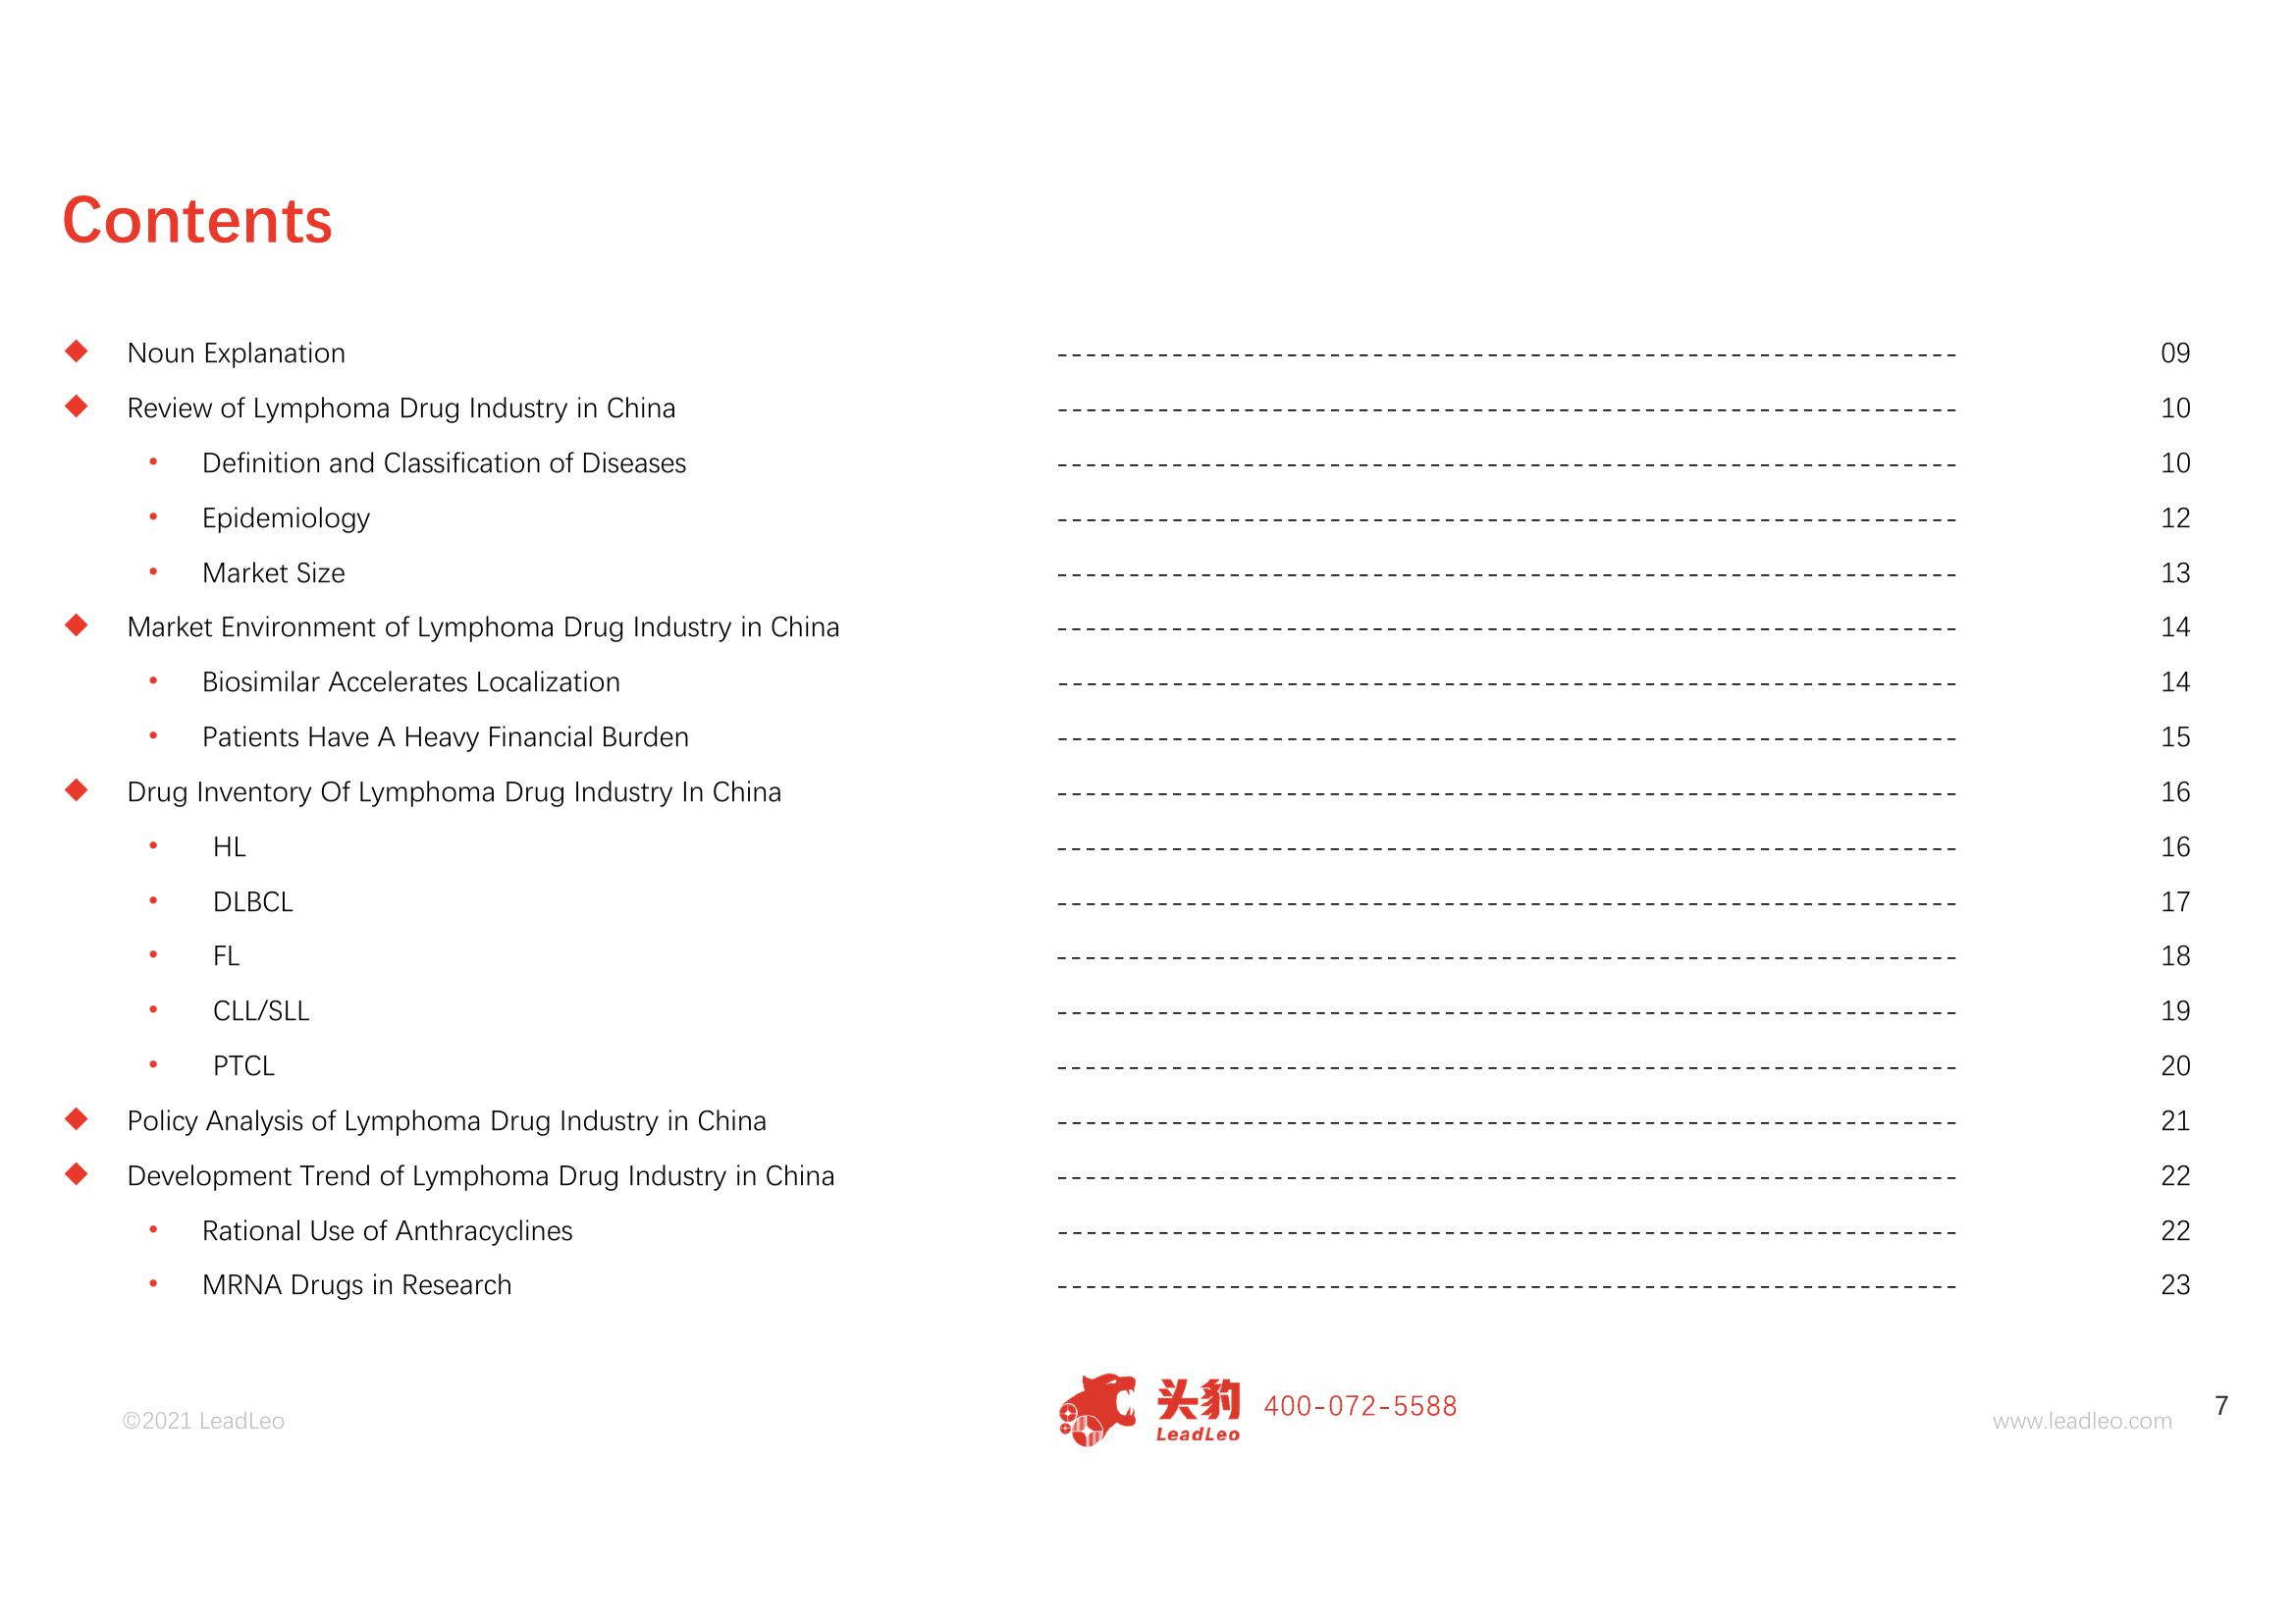 Contents
◆ Noun Explanation -------------------- 09
◆ Review of Lymphoma Drug Industry in China -------------------- 10
• Definition and Classification of Diseases -------------------- 10
• Epidemiology -------------------- 12
• Market Size -------------------- 13
◆ Market Environment of Lymphoma Drug Industry in China -------------------- 14
• Biosimilar Accelerates Localization -------------------- 14
• Patients Have A Heavy Financial Burden -------------------- 15
◆ Drug Inventory Of Lymphoma Drug Industry In China -------------------- 16
• HL -------------------- 16
• DLBCL -------------------- 17
• FL -------------------- 18
• CLL/SLL -------------------- 19
• PTCL -------------------- 20
◆ Policy Analysis of Lymphoma Drug Industry in China -------------------- 21
◆ Development Trend of Lymphoma Drug Industry in China -------------------- 22
• Rational Use of Anthracyclines -------------------- 22
• MRNA Drugs in Research -------------------- 23
©2021 LeadLeo
头豹
LeadLeo
400-072-5588
www.leadleo.com
7